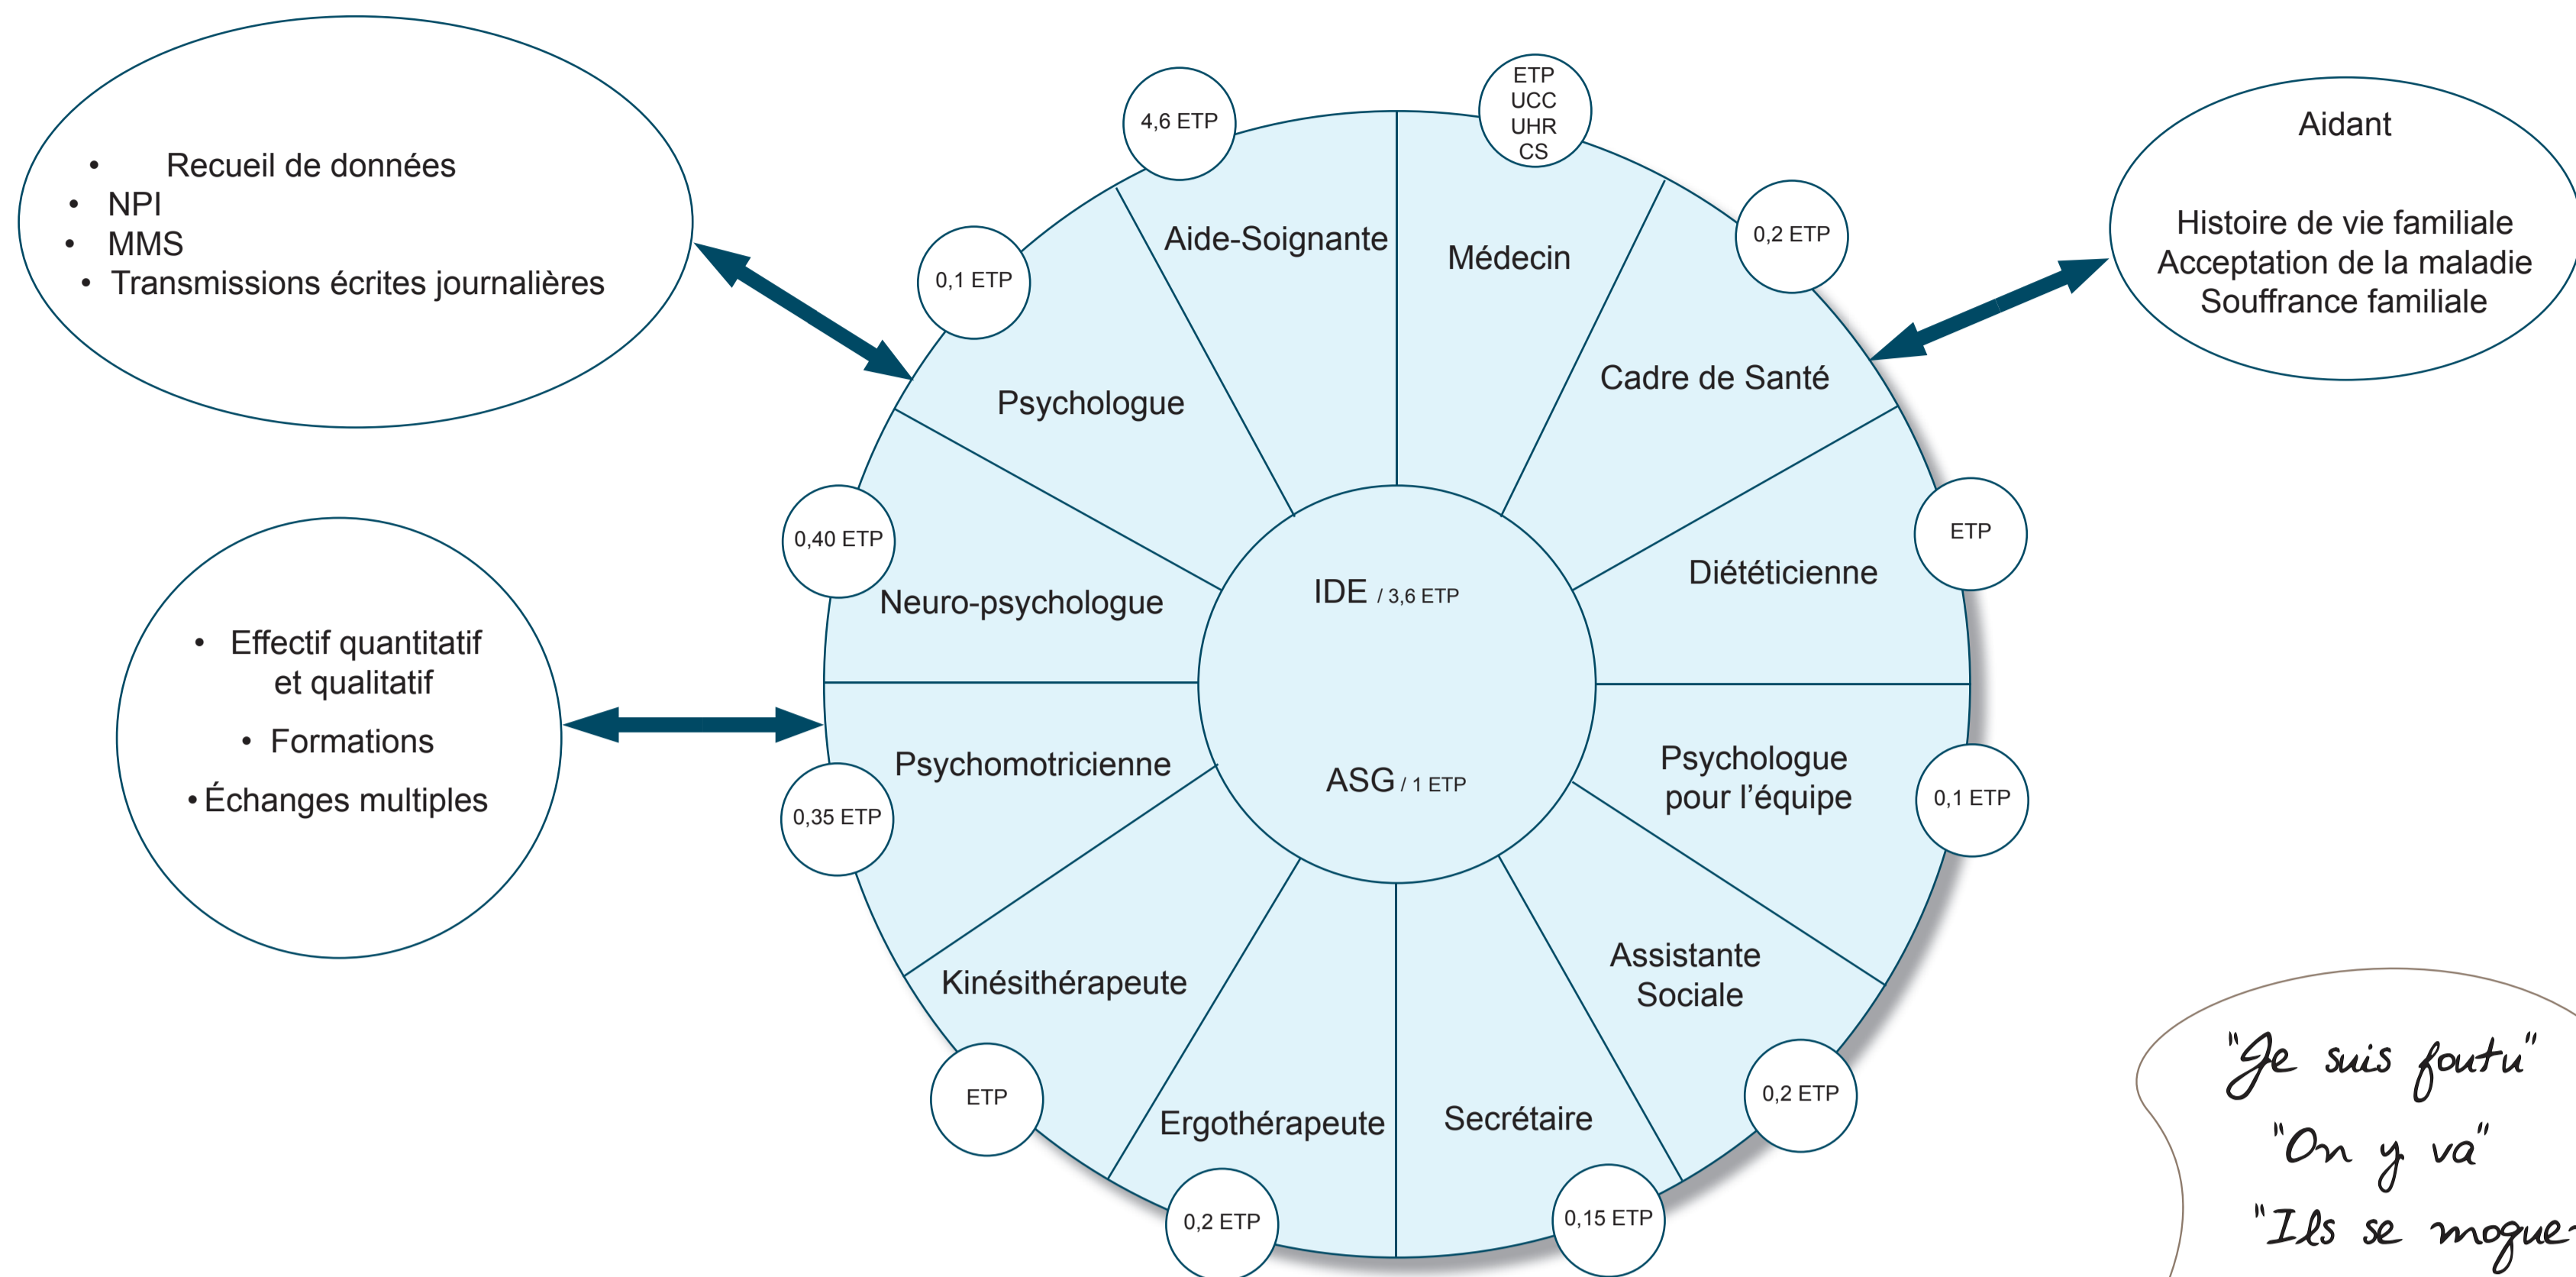 • Recueil de données
• NPI
• MMS
• Transmissions écrites journalières
• Effectif quantitatif
et qualitatif
• Formations
• Échanges multiples
4,6 ETP
Aide-Soignante
ETP
UCC
UHR
CS
Médecin
0,2 ETP
Cadre de Santé
ETP
Diététicienne
0,1 ETP
Psychologue
pour l’équipe
0,2 ETP
Assistante
Sociale
0,15 ETP
Secrétaire
0,2 ETP
Ergothérapeute
ETP
Kinésithérapeute
0,35 ETP
Psychomotricienne
0,40 ETP
Neuro-psychologue
0,1 ETP
Psychologue
IDE / 3,6 ETP
ASG / 1 ETP
Aidant
Histoire de vie familiale
Acceptation de la maladie
Souffrance familiale
"Je suis foutu"
"On y va"
"Ils se